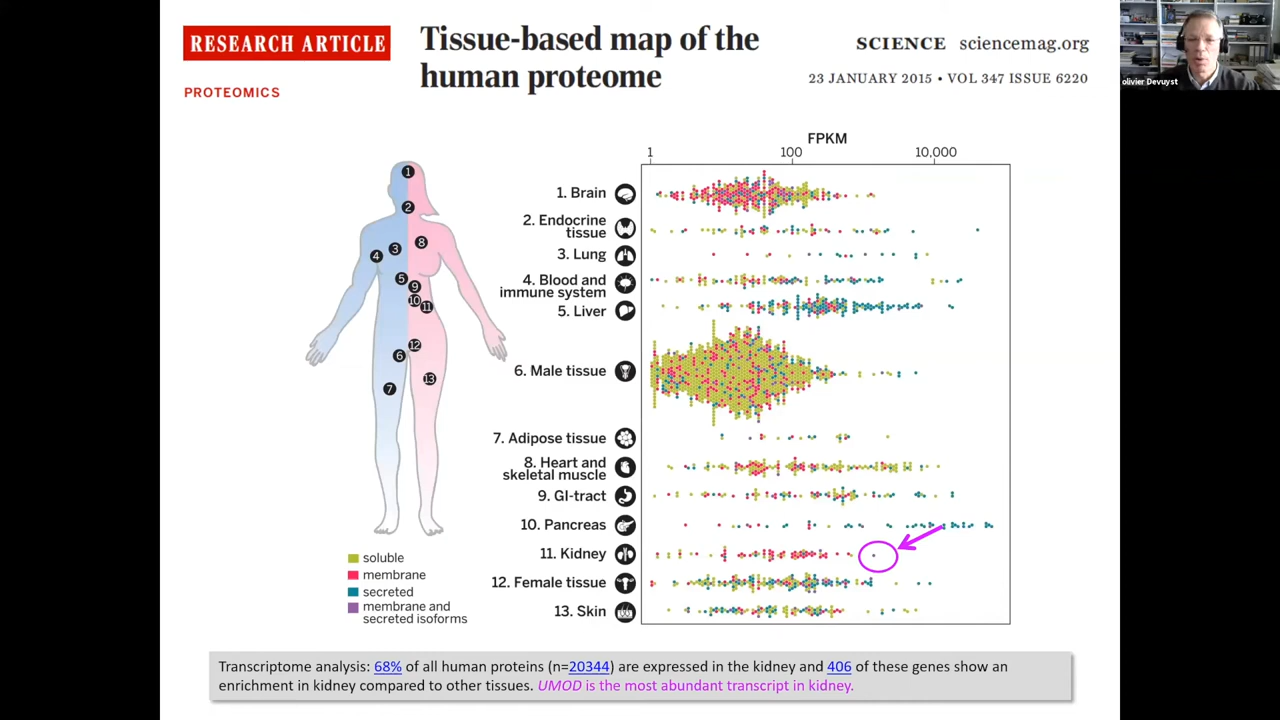 RESEARCH ARTICLE
Tissue-based map of the
human proteome
SCIENCE sciencemag.org
23 JANUARY 2015 • VOL 347 ISSUE 6220
PROTEOMICS
olivier Devuyst
FPKM
1 100 10,000
1
2
3
4
5
6
7
8
9
10
11
12
13
1. Brain
2. Endocrine
tissue
3. Lung
4. Blood and
immune system
5. Liver
6. Male tissue
7. Adipose tissue
8. Heart and
skeletal muscle
9. GI-tract
10. Pancreas
11. Kidney
12. Female tissue
13. Skin
soluble
membrane
secreted
membrane and
secreted isoforms
Transcriptome analysis: 68% of all human proteins (n=20344) are expressed in the kidney and 406 of these genes show an
enrichment in kidney compared to other tissues. UMOD is the most abundant transcript in kidney.